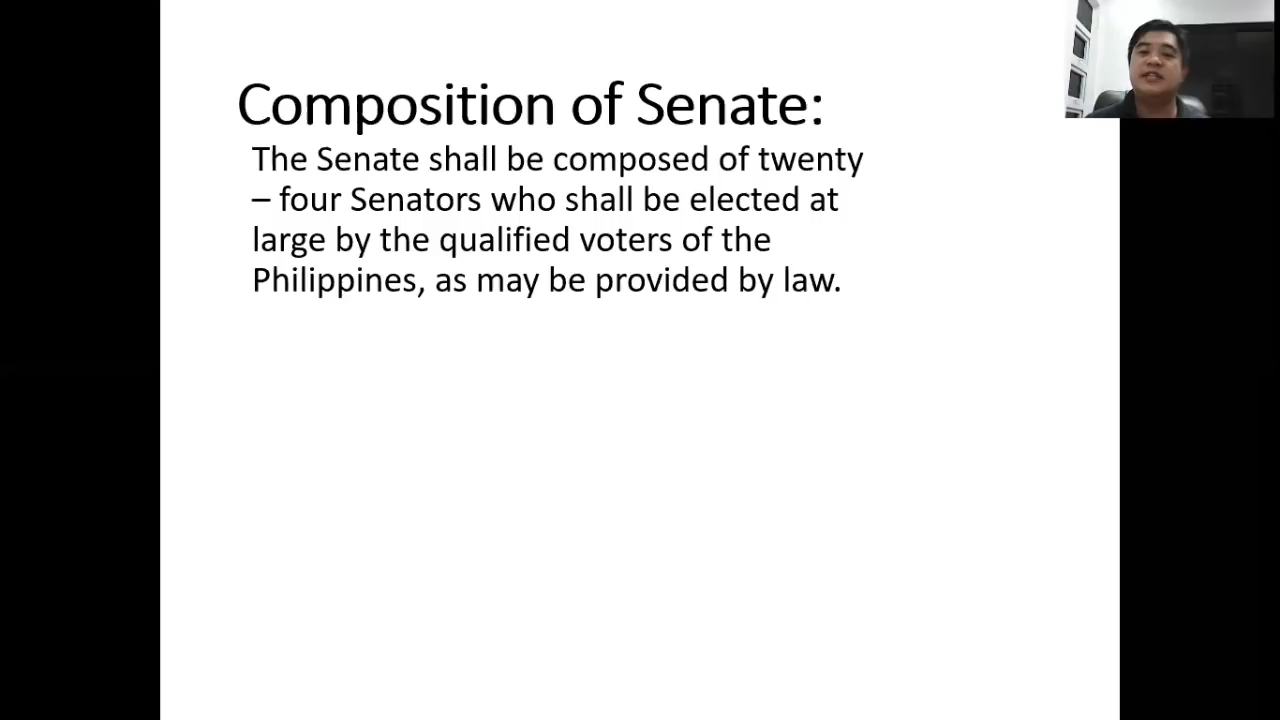 Composition of Senate:
The Senate shall be composed of twenty
– four Senators who shall be elected at
large by the qualified voters of the
Philippines, as may be provided by law.